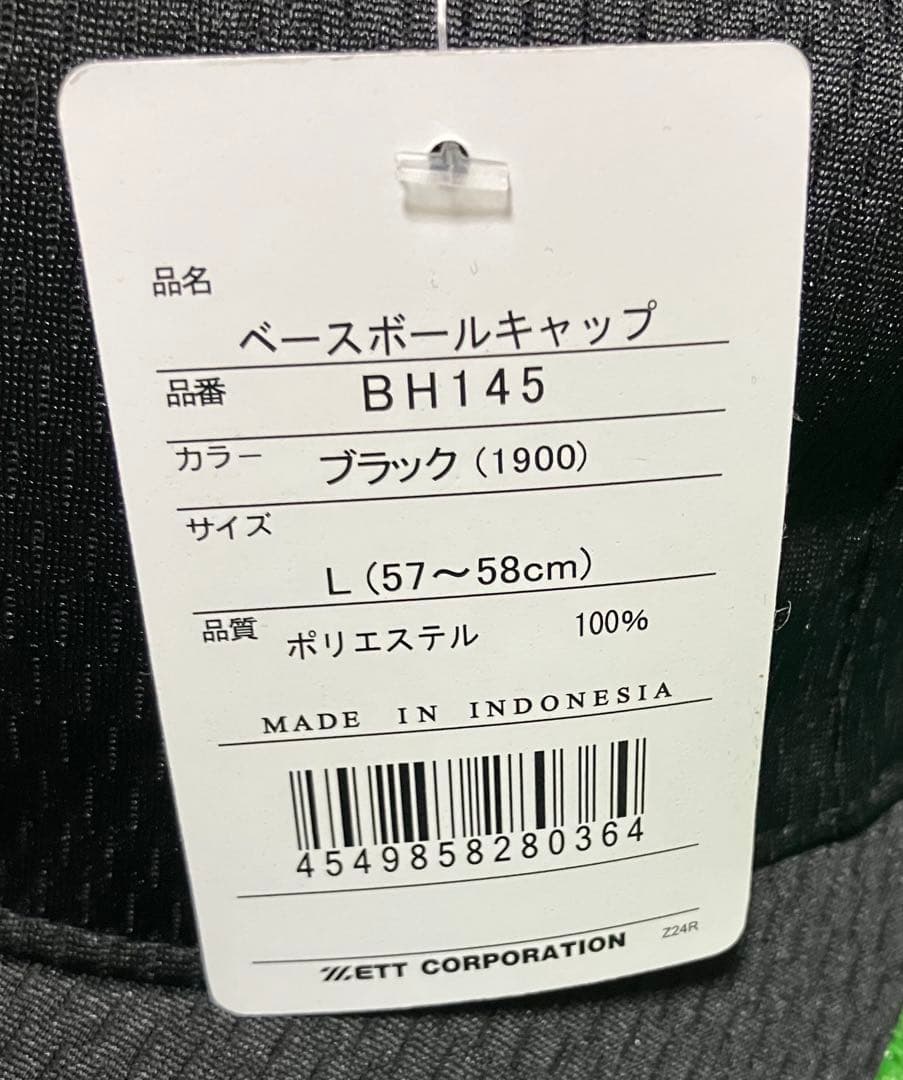 品名
ベースボールキャップ
品番 BH145
カラー ブラック (1900)
サイズ
L (57〜58cm)
品質 ポリエステル 100%
MADE IN INDONESIA
4549858280364
ZETT CORPORATION Z24R